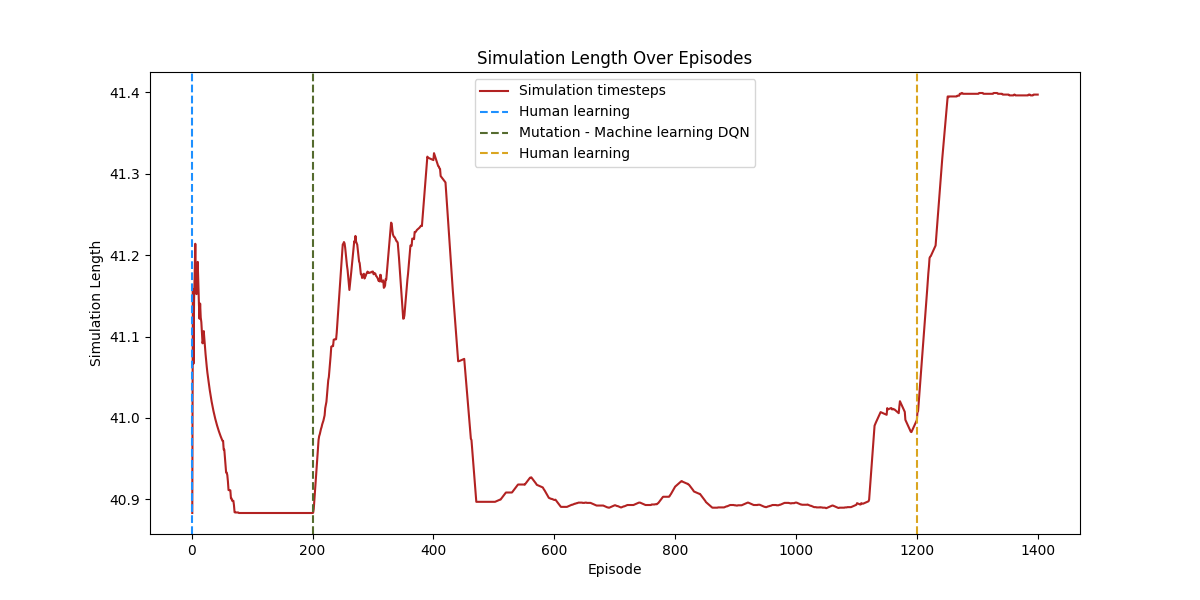 Simulation Length Over Episodes
Simulation timesteps
Human learning
Mutation - Machine learning DQN
Human learning
Simulation Length
41.4
41.3
41.2
41.1
41.0
40.9
0 200 400 600 800 1000 1200 1400
Episode